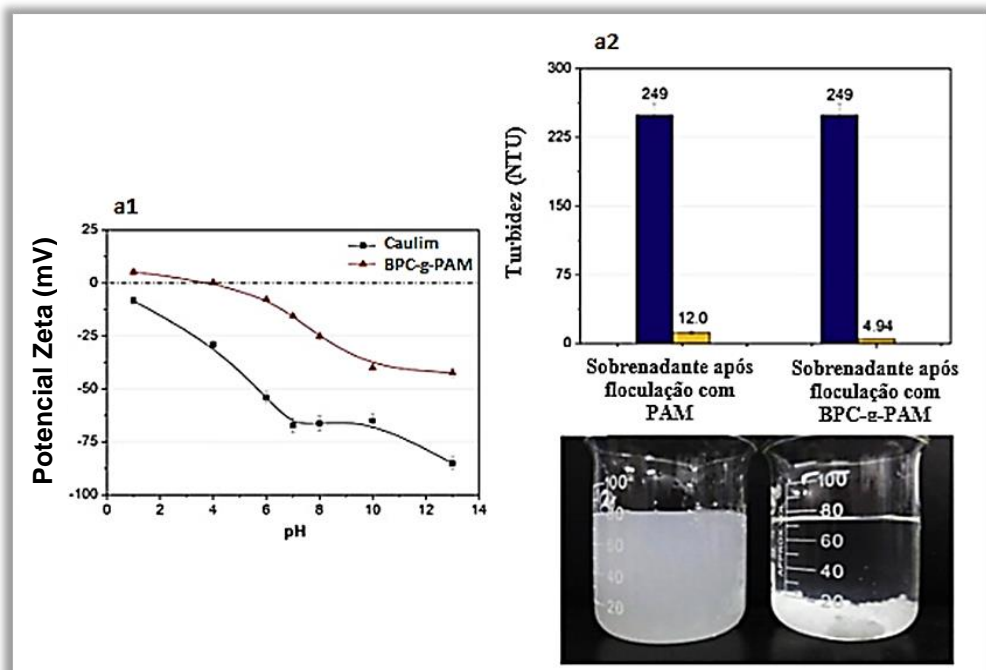 a1
Potencial Zeta (mV)
25
0
-25
-50
-75
-100
Caulim
BPC-g-PAM
0 2 4 6 8 10 12 14
pH
a2
Turbidez (NTU)
300
225
150
75
0
249
12.0
249
4.94
Sobrenadante após
floculação com
PAM
Sobrenadante após
floculação com
BPC-g-PAM
100
80
60
40
20
100
80
60
40
20